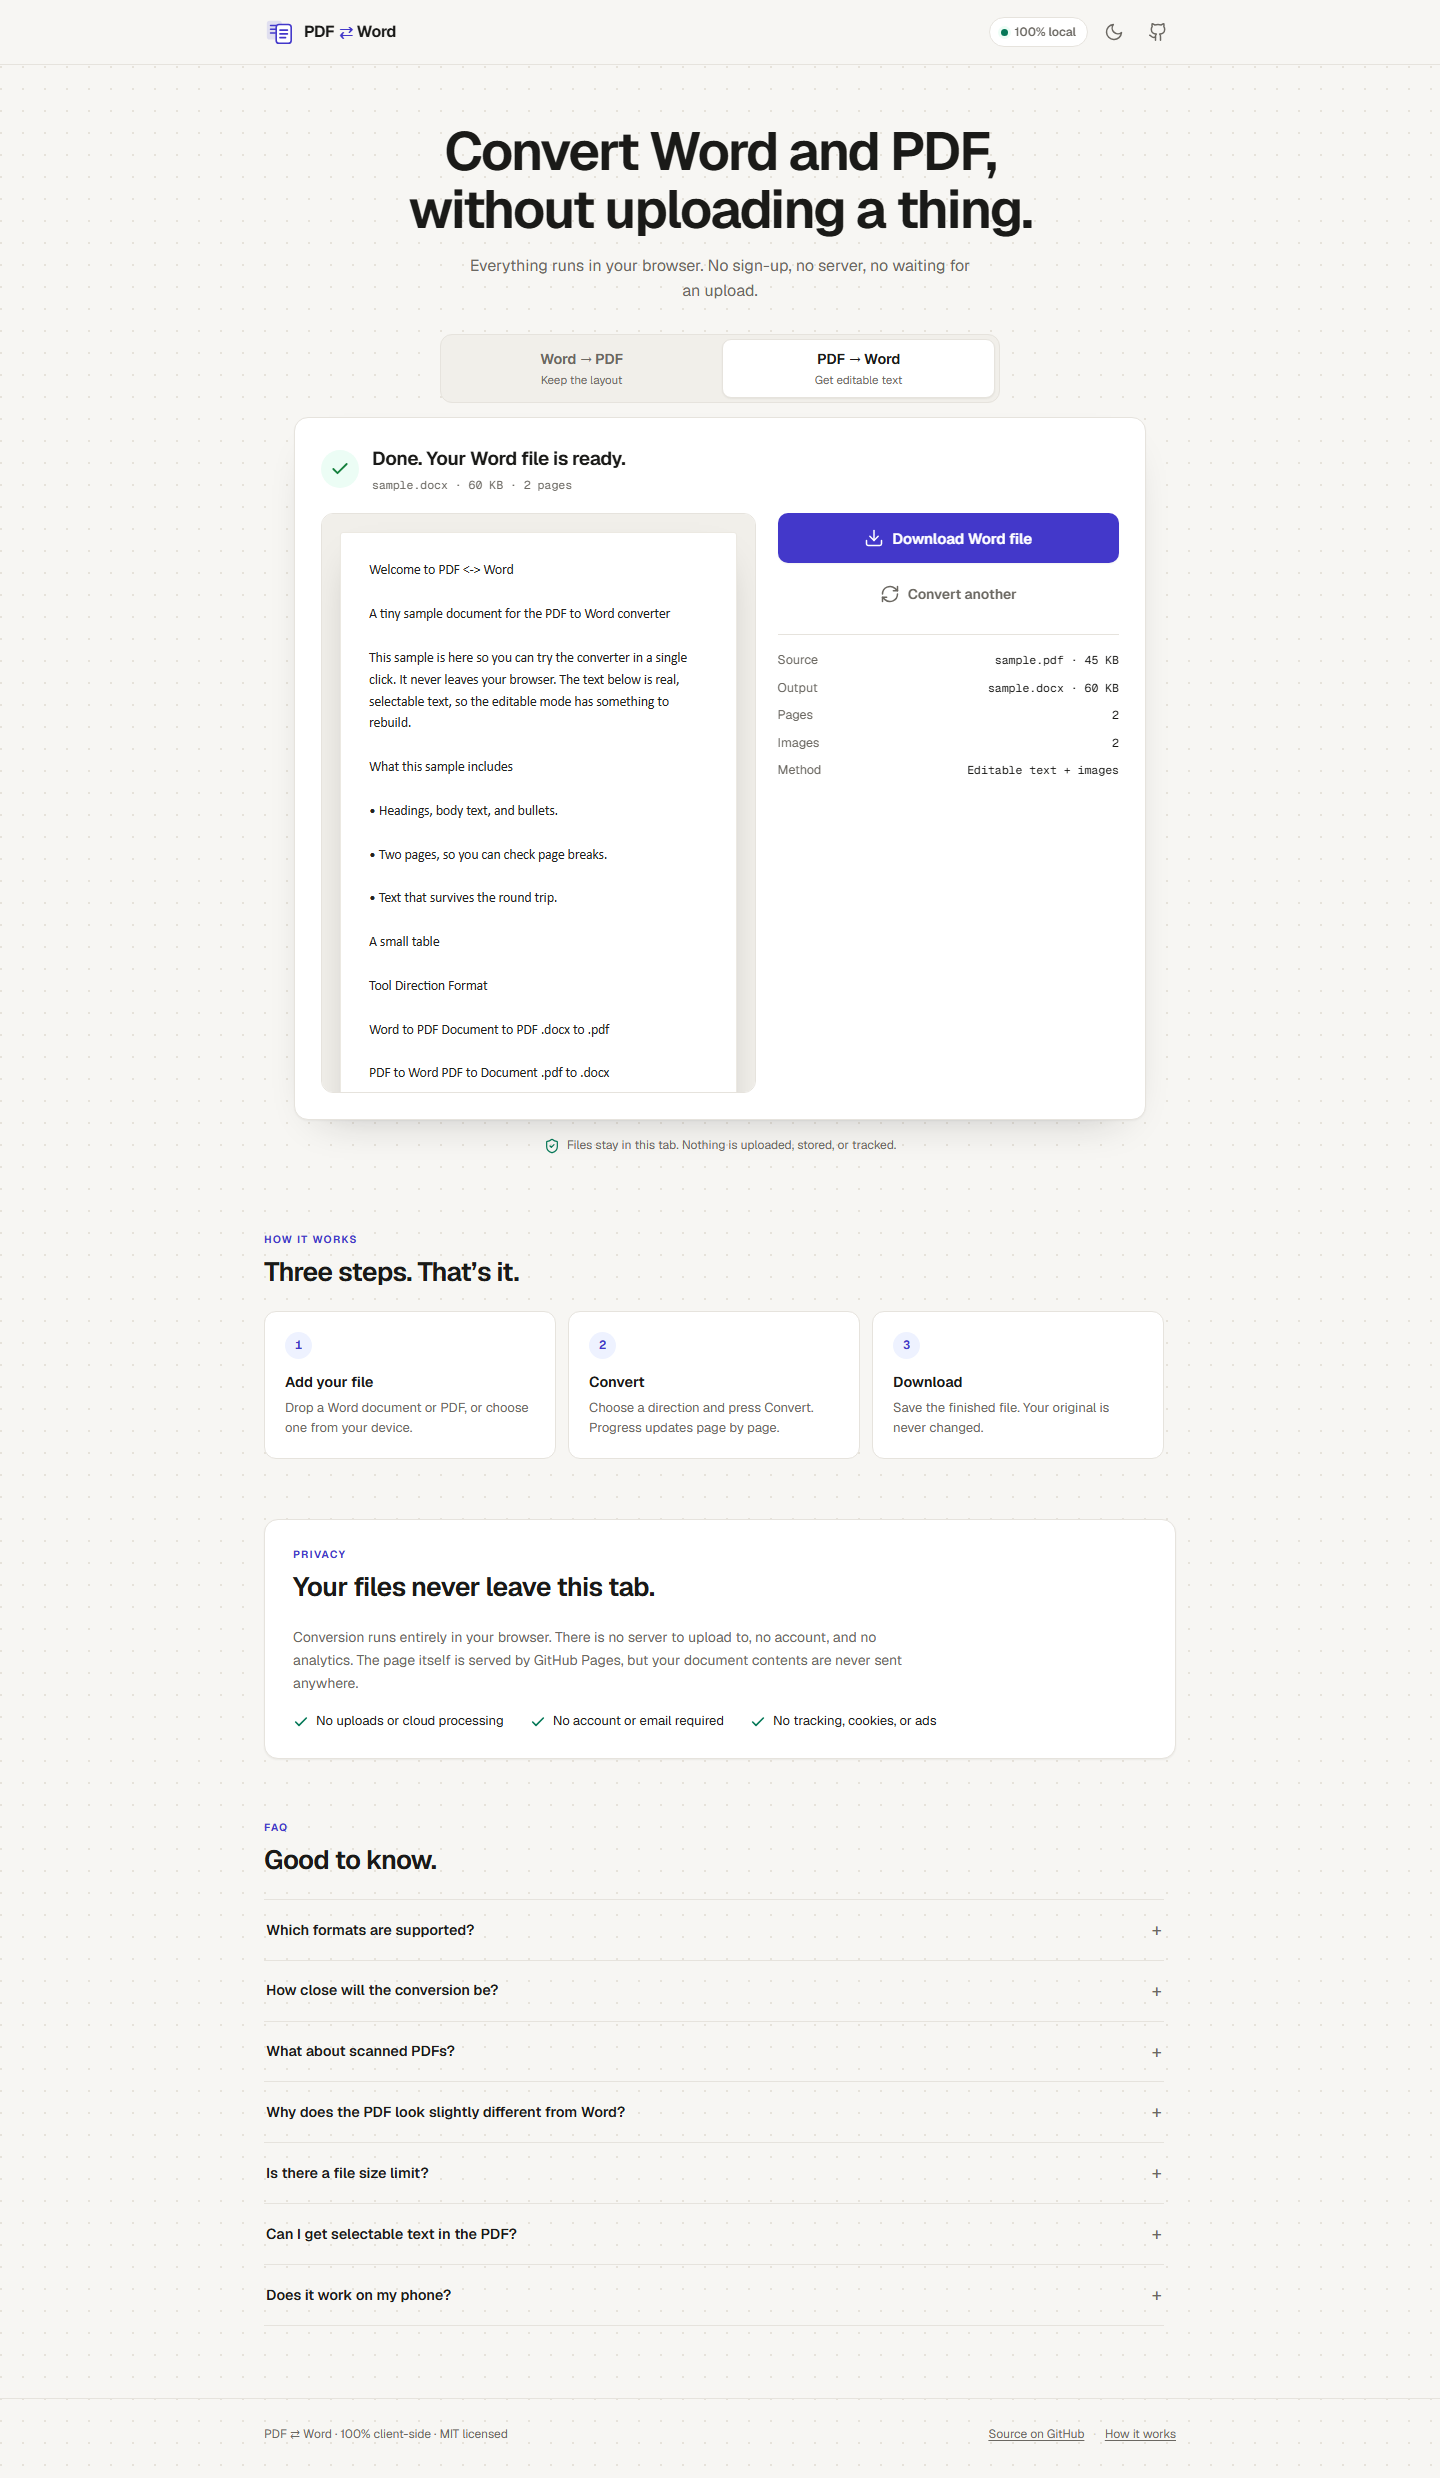 PDF ⇄ Word
100% local
Convert Word and PDF,
without uploading a thing.
Everything runs in your browser. No sign-up, no server, no waiting for
an upload.
Word → PDF
Keep the layout
PDF → Word
Get editable text
Done. Your Word file is ready.
sample.docx · 60 KB · 2 pages
Welcome to PDF <-> Word
A tiny sample document for the PDF to Word converter
This sample is here so you can try the converter in a single
click. It never leaves your browser. The text below is real,
selectable text, so the editable mode has something to
rebuild.
What this sample includes
• Headings, body text, and bullets.
• Two pages, so you can check page breaks.
• Text that survives the round trip.
A small table
Tool Direction Format
Word to PDF Document to PDF .docx to .pdf
PDF to Word PDF to Document .pdf to .docx
Download Word file
Convert another
Source sample.pdf · 45 KB
Output sample.docx · 60 KB
Pages 2
Images 2
Method Editable text + images
Files stay in this tab. Nothing is uploaded, stored, or tracked.
HOW IT WORKS
Three steps. That’s it.
1
Add your file
Drop a Word document or PDF, or choose
one from your device.
2
Convert
Choose a direction and press Convert.
Progress updates page by page.
3
Download
Save the finished file. Your original is
never changed.
PRIVACY
Your files never leave this tab.
Conversion runs entirely in your browser. There is no server to upload to, no account, and no
analytics. The page itself is served by GitHub Pages, but your document contents are never sent
anywhere.
No uploads or cloud processing
No account or email required
No tracking, cookies, or ads
FAQ
Good to know.
Which formats are supported? +
How close will the conversion be? +
What about scanned PDFs? +
Why does the PDF look slightly different from Word? +
Is there a file size limit? +
Can I get selectable text in the PDF? +
Does it work on my phone? +
PDF ⇄ Word · 100% client-side · MIT licensed
Source on GitHub · How it works